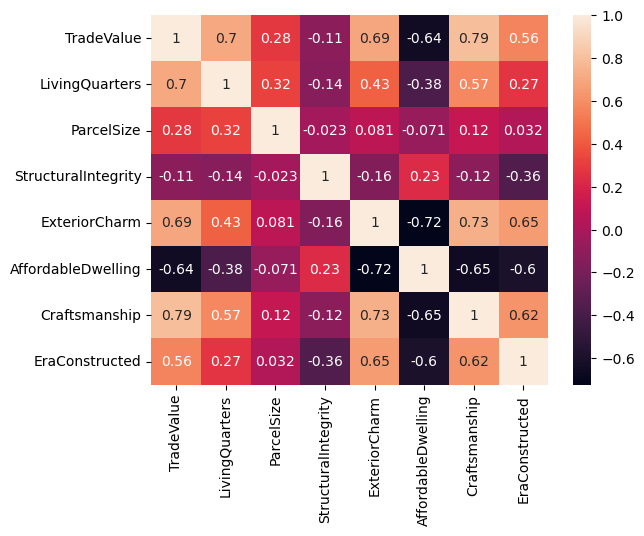 TradeValue 1 0.7 0.28 -0.11 0.69 -0.64 0.79 0.56
LivingQuarters 0.7 1 0.32 -0.14 0.43 -0.38 0.57 0.27
ParcelSize 0.28 0.32 1 -0.023 0.081 -0.071 0.12 0.032
StructuralIntegrity -0.11 -0.14 -0.023 1 -0.16 0.23 -0.12 -0.36
ExteriorCharm 0.69 0.43 0.081 -0.16 1 -0.72 0.73 0.65
AffordableDwelling -0.64 -0.38 -0.071 0.23 -0.72 1 -0.65 -0.6
Craftsmanship 0.79 0.57 0.12 -0.12 0.73 -0.65 1 0.62
EraConstructed 0.56 0.27 0.032 -0.36 0.65 -0.6 0.62 1
TradeValue
LivingQuarters
ParcelSize
StructuralIntegrity
ExteriorCharm
AffordableDwelling
Craftsmanship
EraConstructed
1.0
0.8
0.6
0.4
0.2
0.0
−0.2
−0.4
−0.6